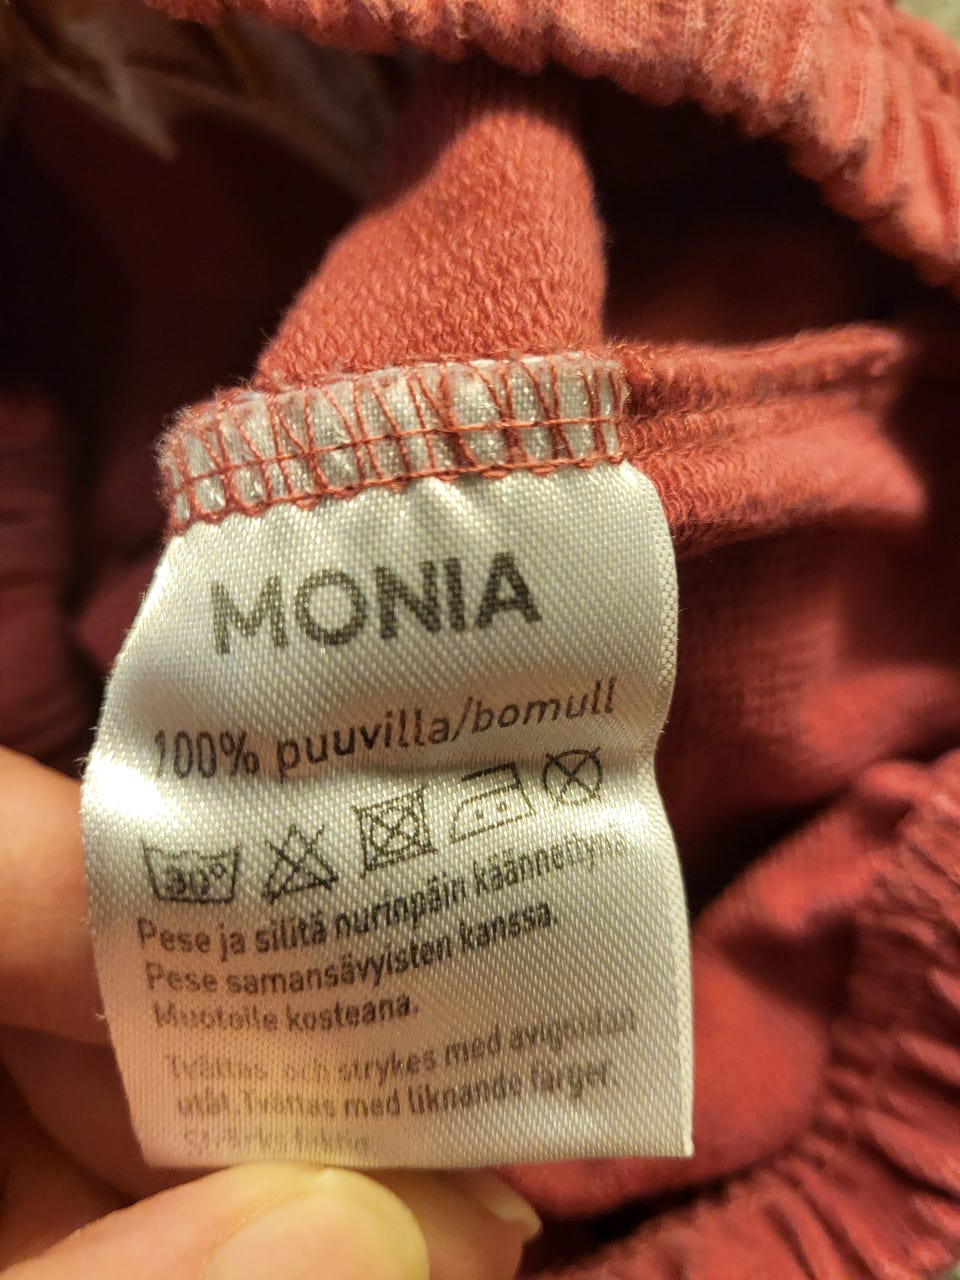 MONIA
100% puuvilla/bomull
30°
Pese ja silitä nurinpäin käännettynä.
Pese samansävyisten kanssa.
Muotoile kosteana.
Tvättas och strykes med avigsidan
utåt. Tvättas med liknande färger.